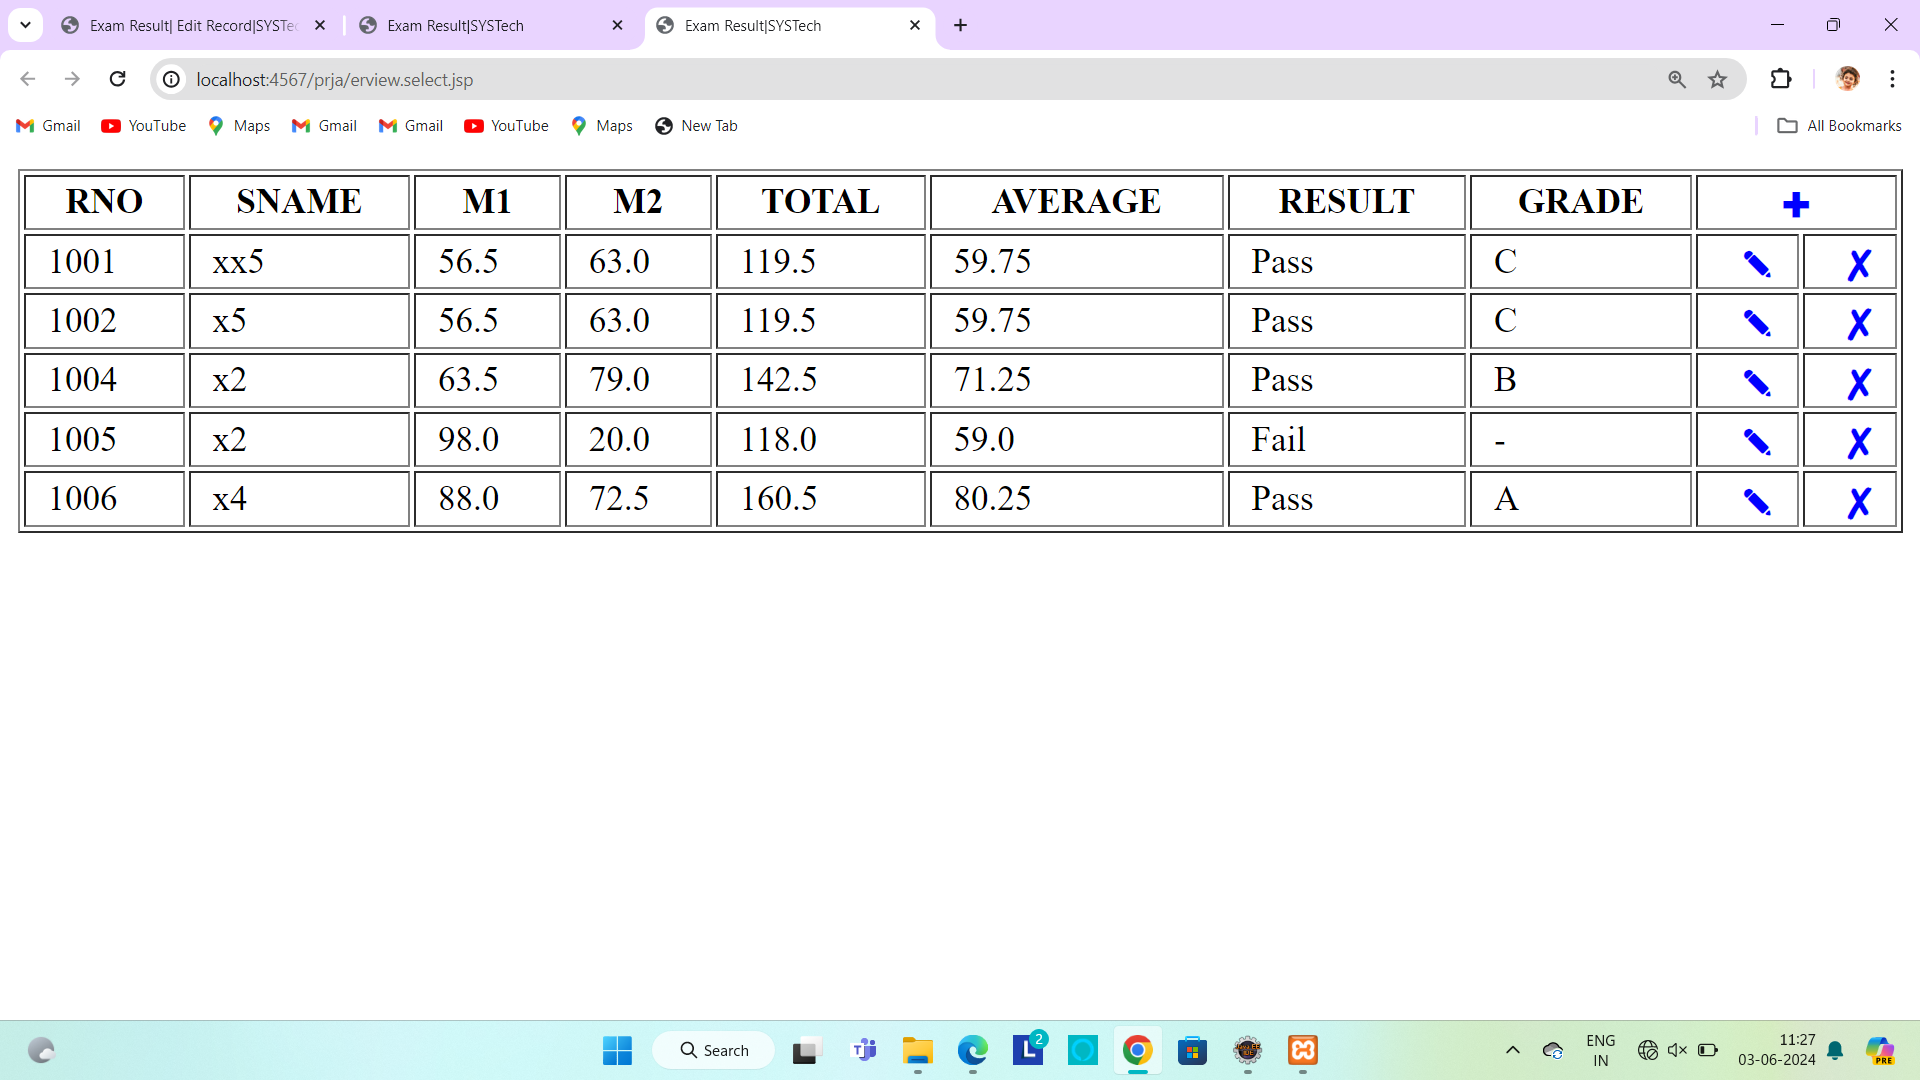 Exam Result| Edit Record|SYSTec
Exam Result|SYSTech
Exam Result|SYSTech
localhost:4567/prja/erview.select.jsp
Gmail YouTube Maps Gmail Gmail YouTube Maps New Tab All Bookmarks
RNO SNAME M1 M2 TOTAL AVERAGE RESULT GRADE +
1001 xx5 56.5 63.0 119.5 59.75 Pass C ✎ ✗
1002 x5 56.5 63.0 119.5 59.75 Pass C ✎ ✗
1004 x2 63.5 79.0 142.5 71.25 Pass B ✎ ✗
1005 x2 98.0 20.0 118.0 59.0 Fail - ✎ ✗
1006 x4 88.0 72.5 160.5 80.25 Pass A ✎ ✗
Search
L 2
ENG
IN
11:27
03-06-2024
PRE